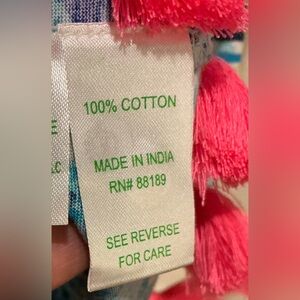 100% COTTON
MADE IN INDIA
RN# 88189
SEE REVERSE
FOR CARE